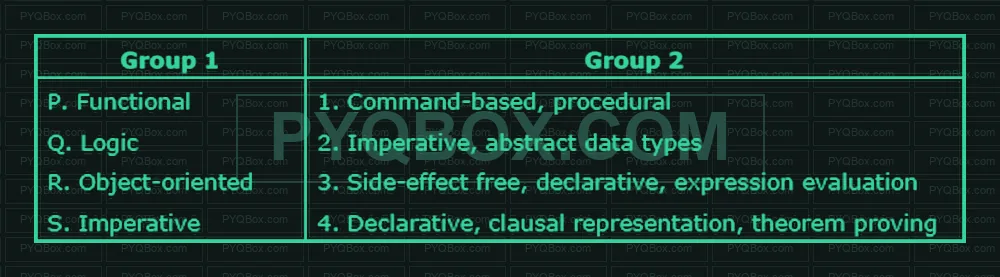 Group 1 Group 2
P. Functional 1. Command-based, procedural
Q. Logic 2. Imperative, abstract data types
R. Object-oriented 3. Side-effect free, declarative, expression evaluation
S. Imperative 4. Declarative, clausal representation, theorem proving
PYQBOX.COM